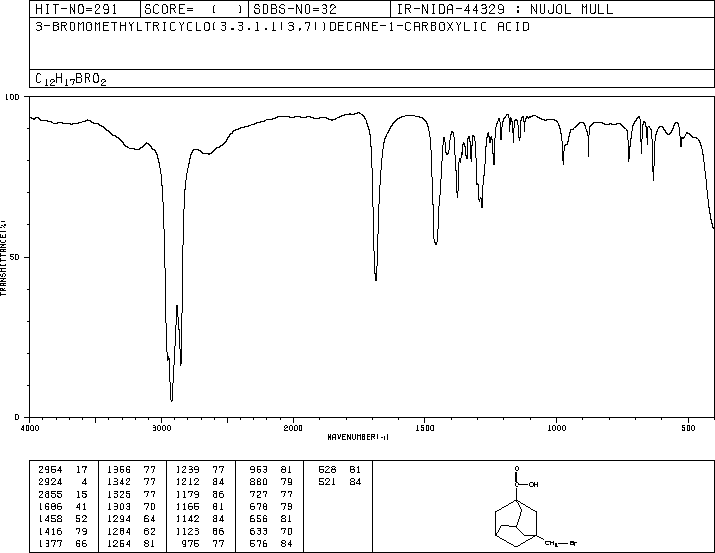 HIT-NO=291 SCORE= ( ) SDBS-NO=32 IR-NIDA-44329 : NUJOL MULL
3-BROMOMETHYLTRICYCLO(3.3.1.1(3,7))DECANE-1-CARBOXYLIC ACID
C12H17BRO2
100
50
0
TRANSMITTANCE(%)
4000 3000 2000 1500 1000 500
WAVENUMBER(-1)
2954 17 1366 77 1239 77 963 81 628 81
2924 4 1342 77 1212 84 880 79 521 84
2855 15 1325 77 1179 86 727 77
1686 41 1303 70 1166 81 678 79
1458 52 1294 64 1142 84 656 81
1416 79 1284 62 1123 86 633 70
1377 66 1264 81 976 77 576 84
O
C OH
CH2 Br